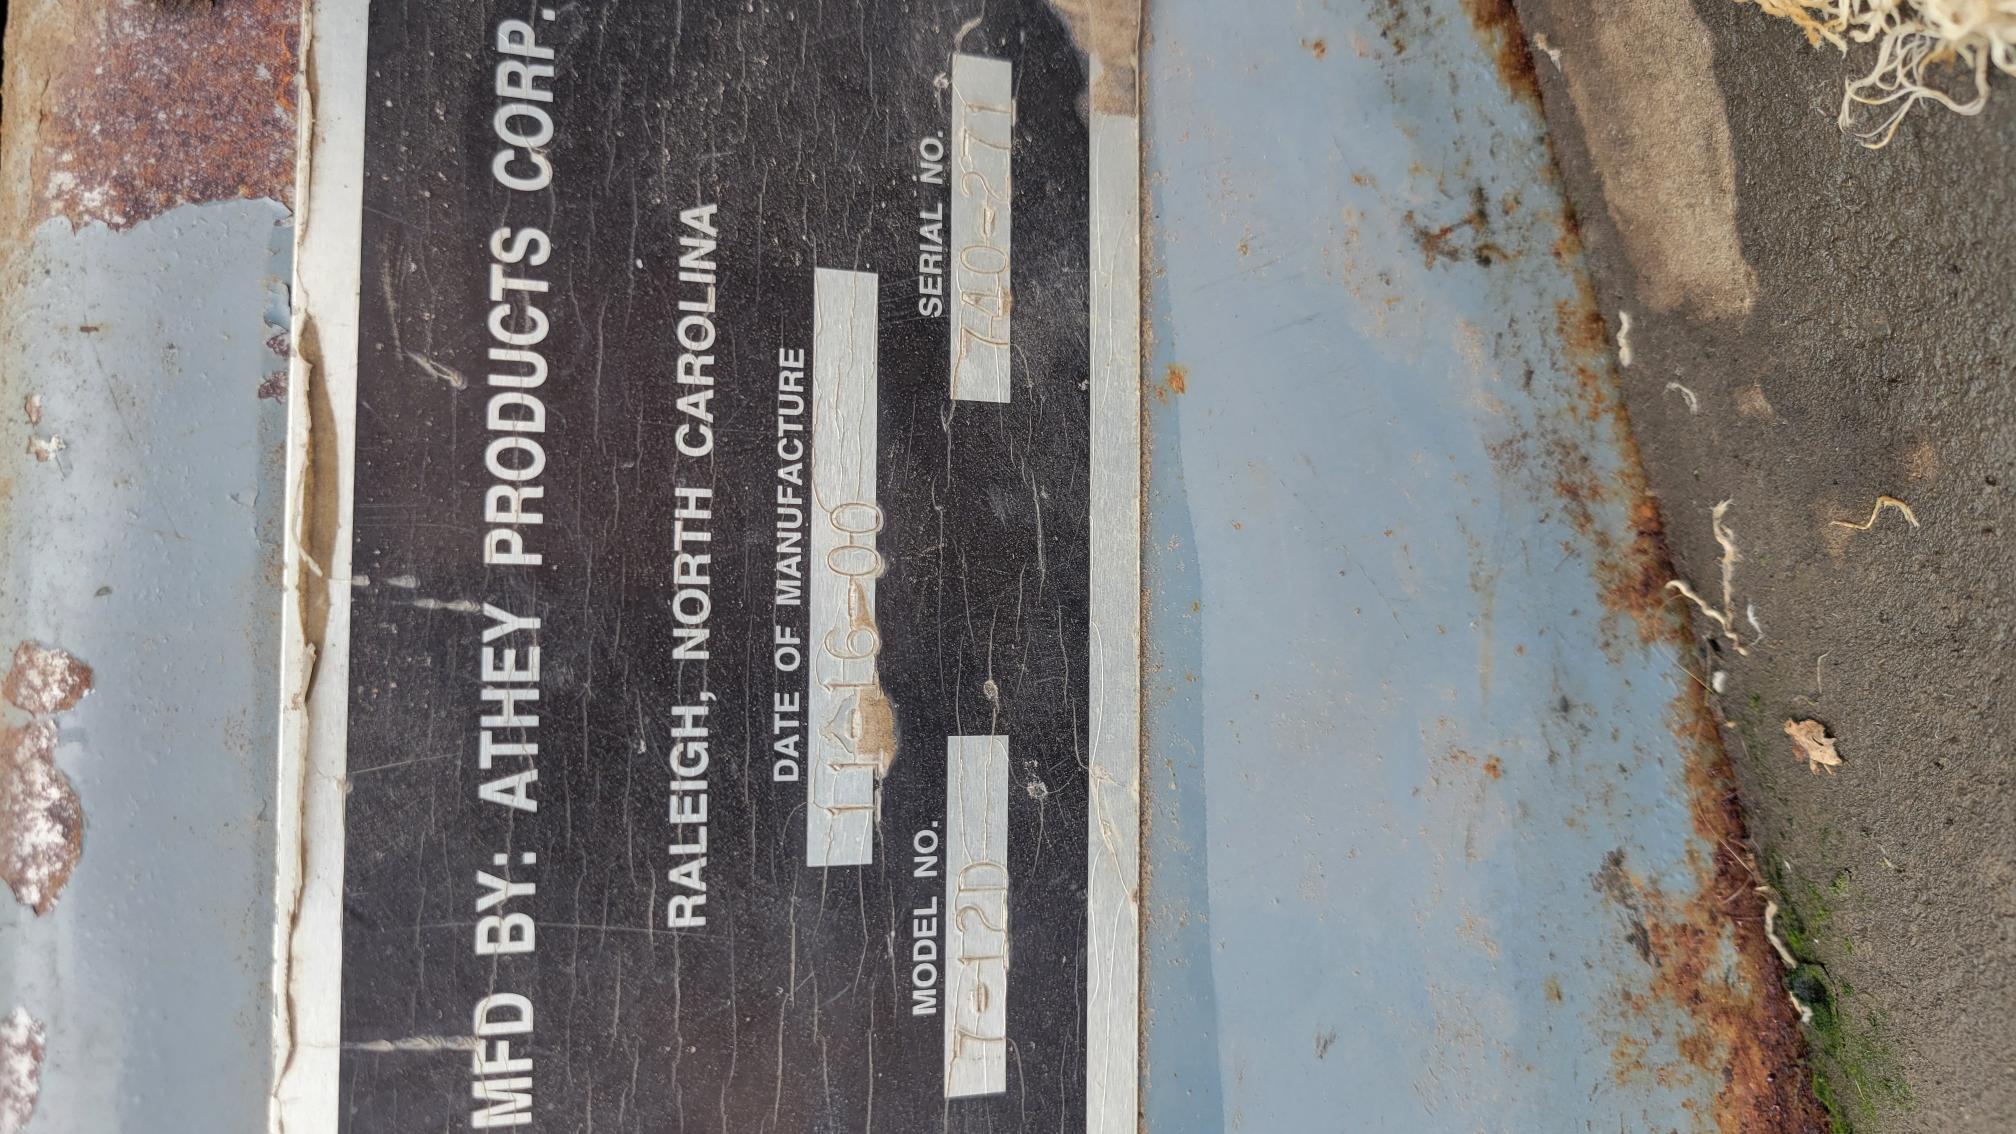 MFD BY: ATHEY PRODUCTS CORP.
RALEIGH, NORTH CAROLINA
DATE OF MANUFACTURE
11-16-00
MODEL NO. SERIAL NO.
7-12D 740-271